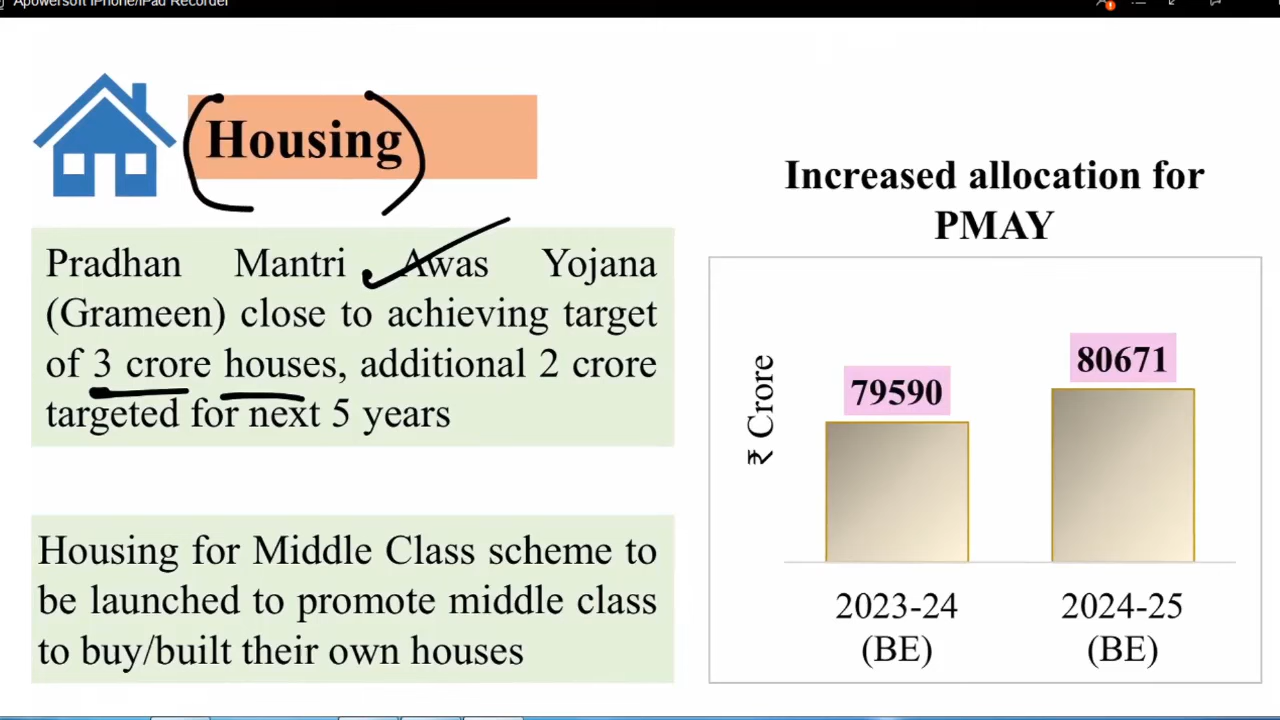 Apowersoft iPhone/iPad Recorder
Housing
Pradhan Mantri Awas Yojana
(Grameen) close to achieving target
of 3 crore houses, additional 2 crore
targeted for next 5 years
Housing for Middle Class scheme to
be launched to promote middle class
to buy/built their own houses
Increased allocation for
PMAY
₹ Crore
79590
80671
2023-24
(BE)
2024-25
(BE)